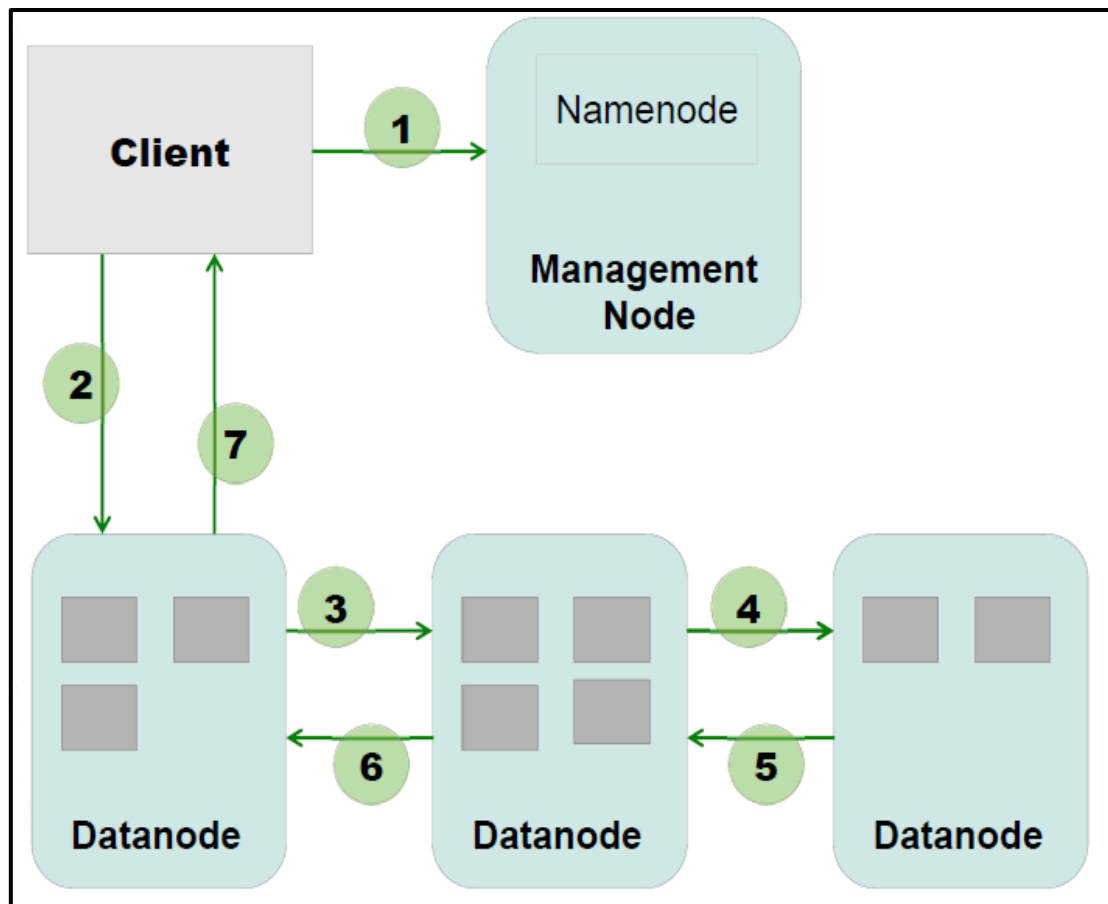 Client
1
Namenode
Management
Node
2
7
3
4
6
5
Datanode
Datanode
Datanode